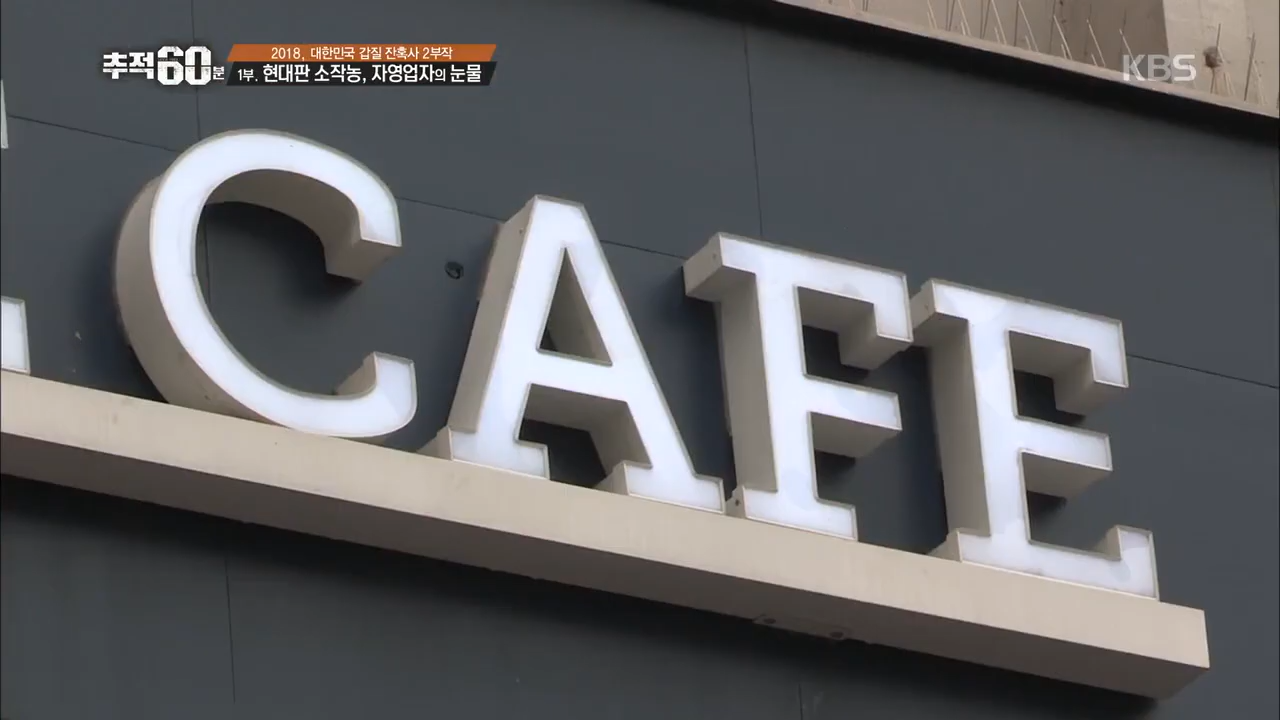 추적60분
2018, 대한민국 갑질 잔혹사 2부작
1부. 현대판 소작농, 자영업자의 눈물
KBS
CAFE